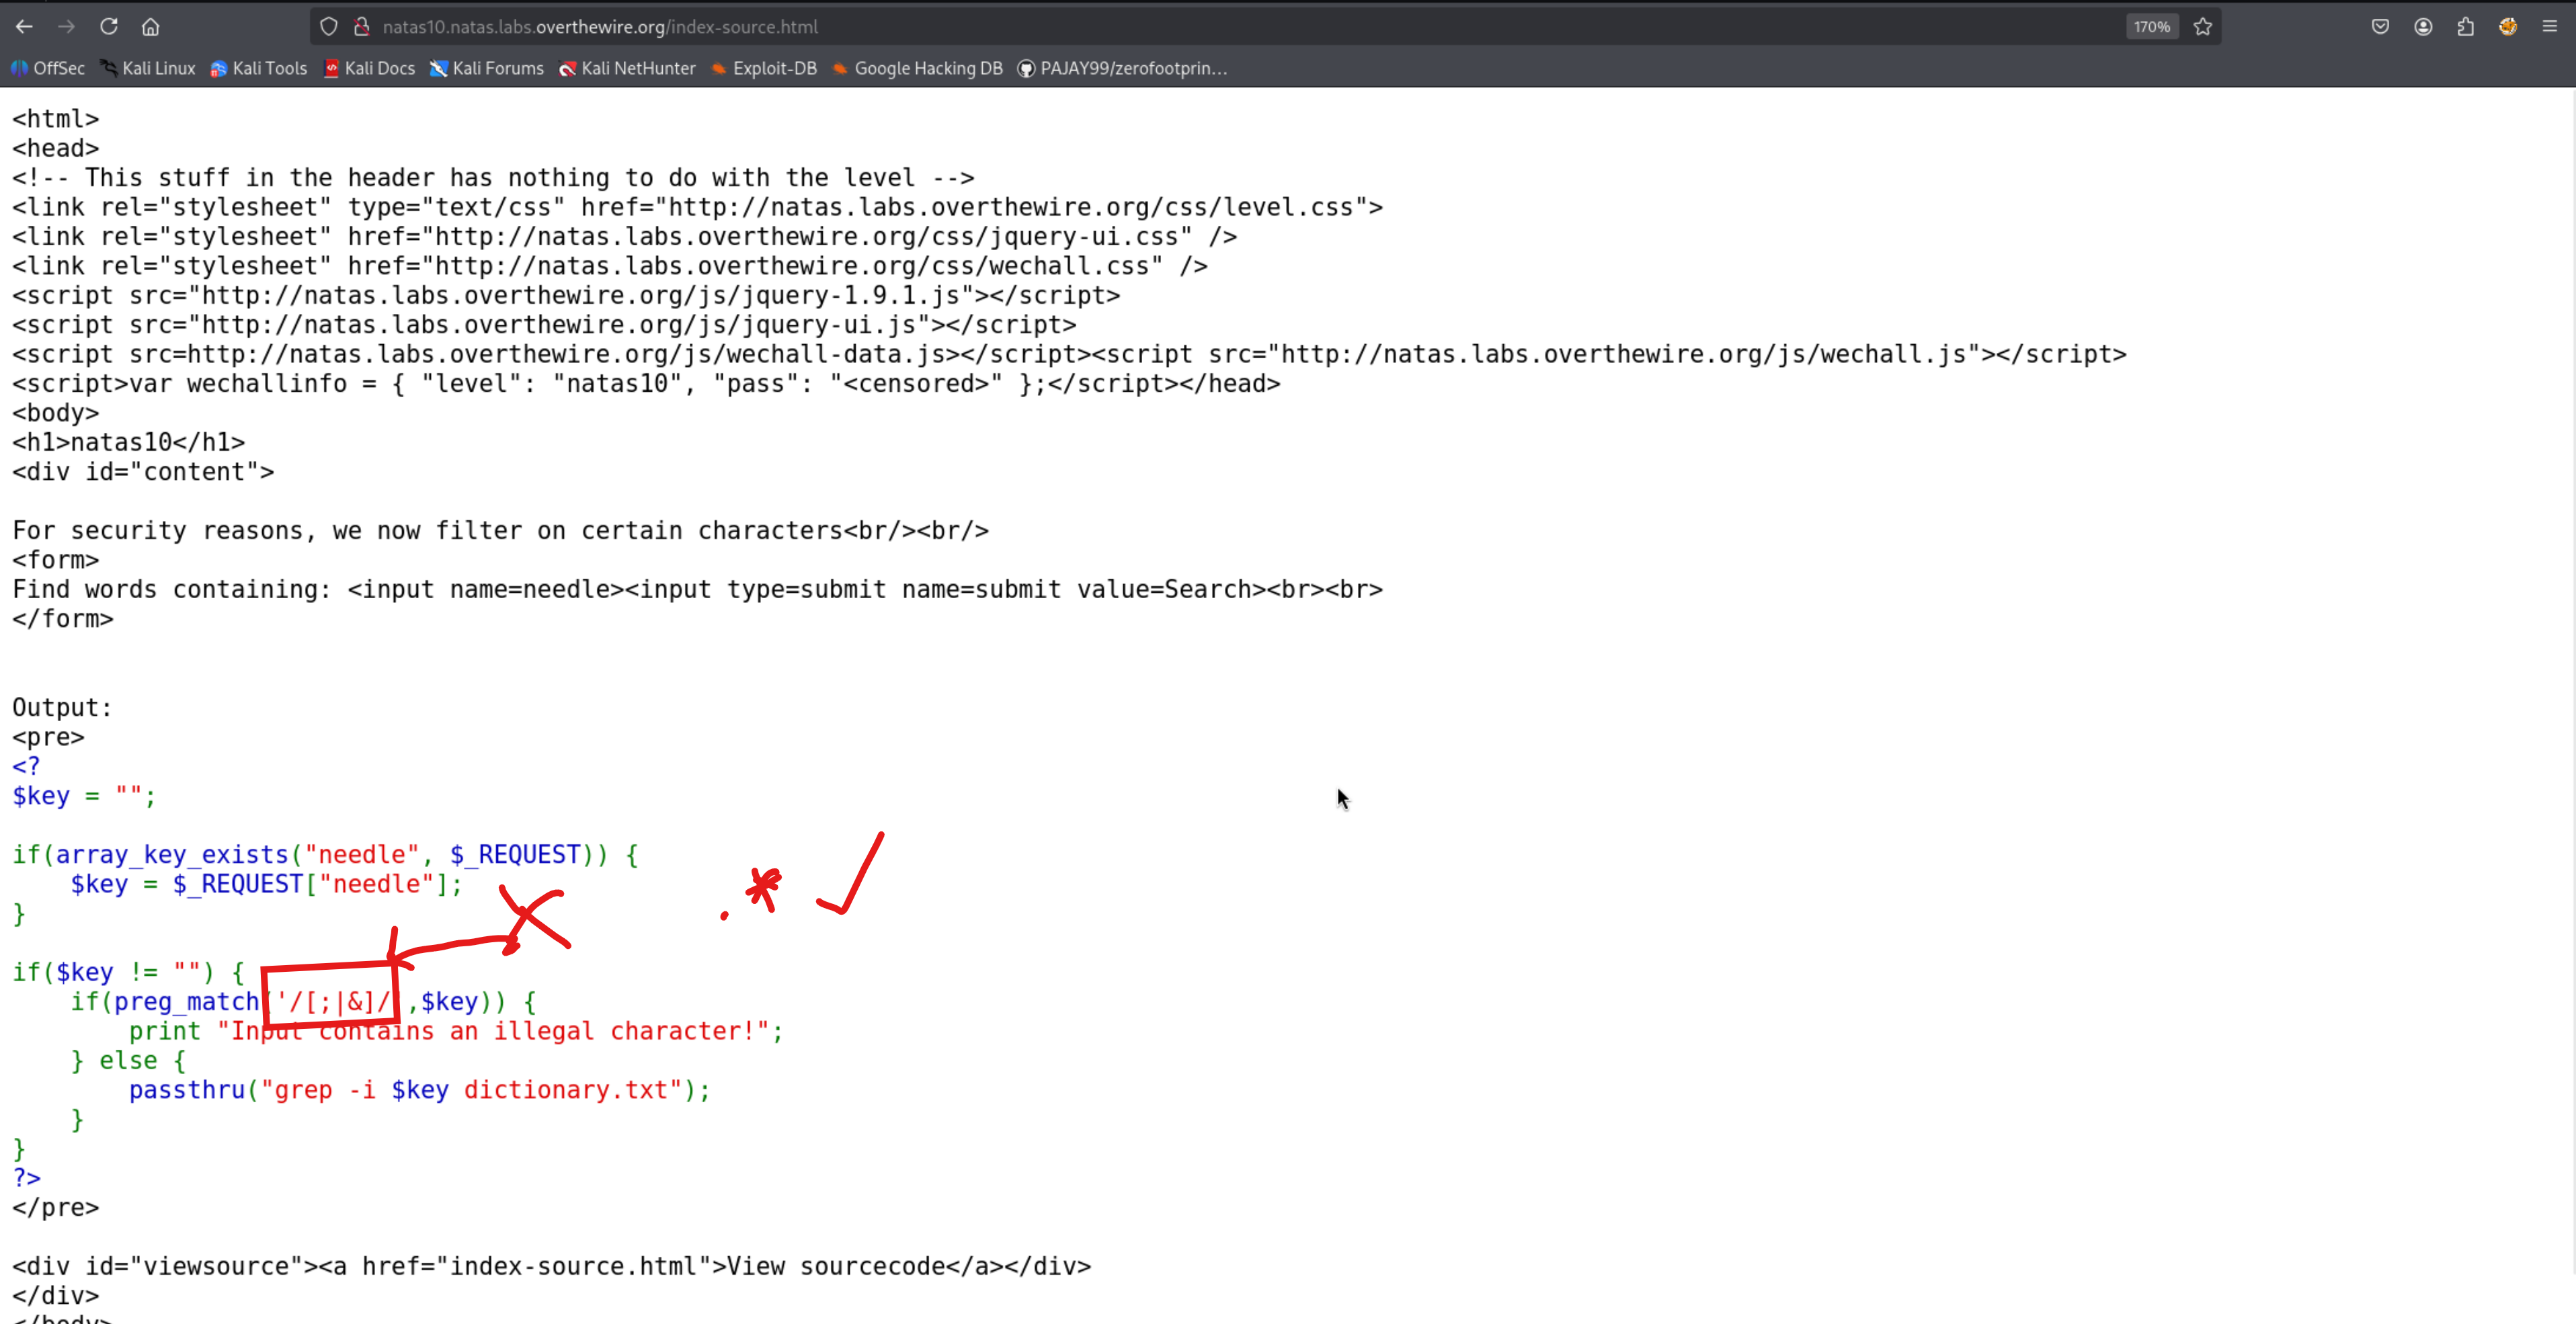 natas10.natas.labs.overthewire.org/index-source.html
170%
OffSec Kali Linux Kali Tools Kali Docs Kali Forums Kali NetHunter Exploit-DB Google Hacking DB PAJAY99/zerofootprin...
<html>
<head>
<!-- This stuff in the header has nothing to do with the level -->
<link rel="stylesheet" type="text/css" href="http://natas.labs.overthewire.org/css/level.css">
<link rel="stylesheet" href="http://natas.labs.overthewire.org/css/jquery-ui.css" />
<link rel="stylesheet" href="http://natas.labs.overthewire.org/css/wechall.css" />
<script src="http://natas.labs.overthewire.org/js/jquery-1.9.1.js"></script>
<script src="http://natas.labs.overthewire.org/js/jquery-ui.js"></script>
<script src=http://natas.labs.overthewire.org/js/wechall-data.js></script><script src="http://natas.labs.overthewire.org/js/wechall.js"></script>
<script>var wechallinfo = { "level": "natas10", "pass": "<censored>" };</script></head>
<body>
<h1>natas10</h1>
<div id="content">
For security reasons, we now filter on certain characters<br/><br/>
<form>
Find words containing: <input name=needle><input type=submit name=submit value=Search><br><br>
</form>
Output:
<pre>
<?
$key = "";
if(array_key_exists("needle", $_REQUEST)) {
    $key = $_REQUEST["needle"];
}
.*
if($key != "") {
    if(preg_match('/[;|&]/',$key)) {
        print "Input contains an illegal character!";
    } else {
        passthru("grep -i $key dictionary.txt");
    }
}
?>
</pre>
<div id="viewsource"><a href="index-source.html">View sourcecode</a></div>
</div>
</body>